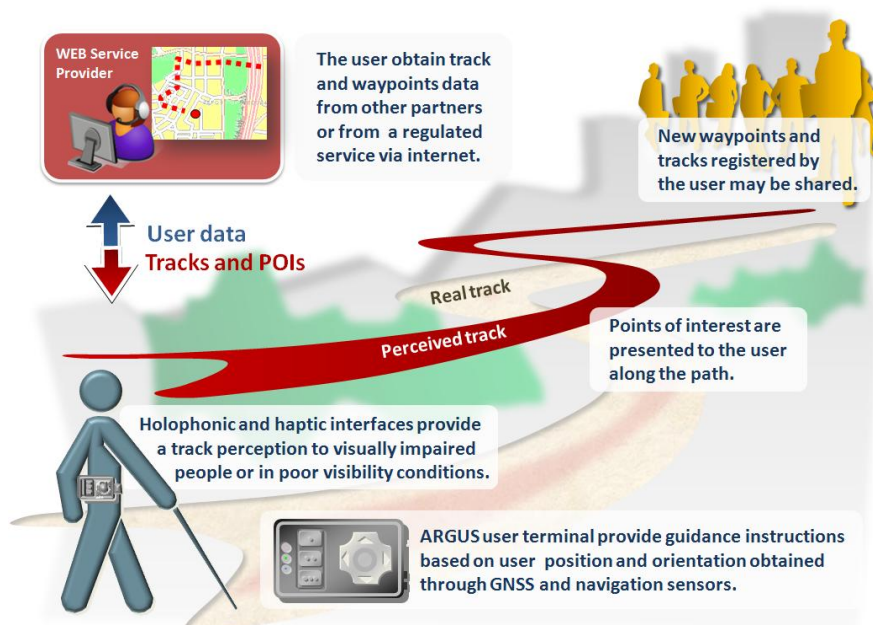 WEB Service
Provider
The user obtain track
and waypoints data
from other partners
or from a regulated
service via internet.
New waypoints and
tracks registered by
the user may be shared.
User data
Tracks and POIs
Real track
Perceived track
Points of interest are
presented to the user
along the path.
Holophonic and haptic interfaces provide
a track perception to visually impaired
people or in poor visibility conditions.
ARGUS user terminal provide guidance instructions
based on user position and orientation obtained
through GNSS and navigation sensors.